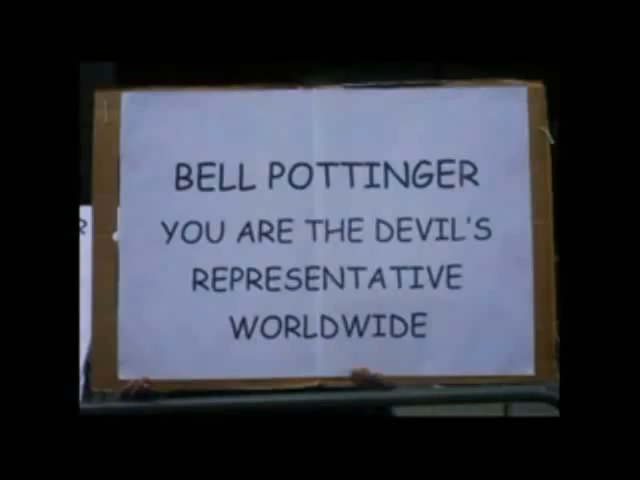 BELL POTTINGER
YOU ARE THE DEVIL'S
REPRESENTATIVE
WORLDWIDE